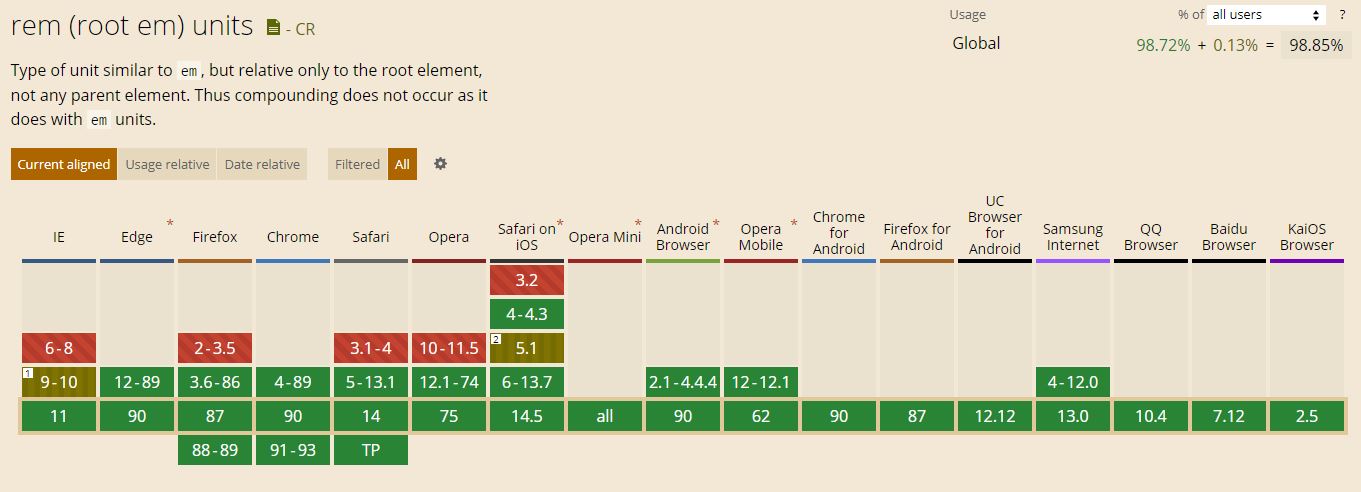 rem (root em) units - CR
Usage % of all users ?
Global 98.72% + 0.13% = 98.85%
Type of unit similar to em, but relative only to the root element,
not any parent element. Thus compounding does not occur as it
does with em units.
Current aligned Usage relative Date relative Filtered All
IE Edge * Firefox Chrome Safari Opera Safari on iOS * Opera Mini * Android Browser * Opera Mobile * Chrome for Android Firefox for Android UC Browser for Android Samsung Internet QQ Browser Baidu Browser KaiOS Browser
3.2
4-4.3
6-8 2-3.5 3.1-4 10-11.5 2 5.1
1 9-10 12-89 3.6-86 4-89 5-13.1 12.1-74 6-13.7 2.1-4.4.4 12-12.1 4-12.0
11 90 87 90 14 75 14.5 all 90 62 90 87 12.12 13.0 10.4 7.12 2.5
88-89 91-93 TP